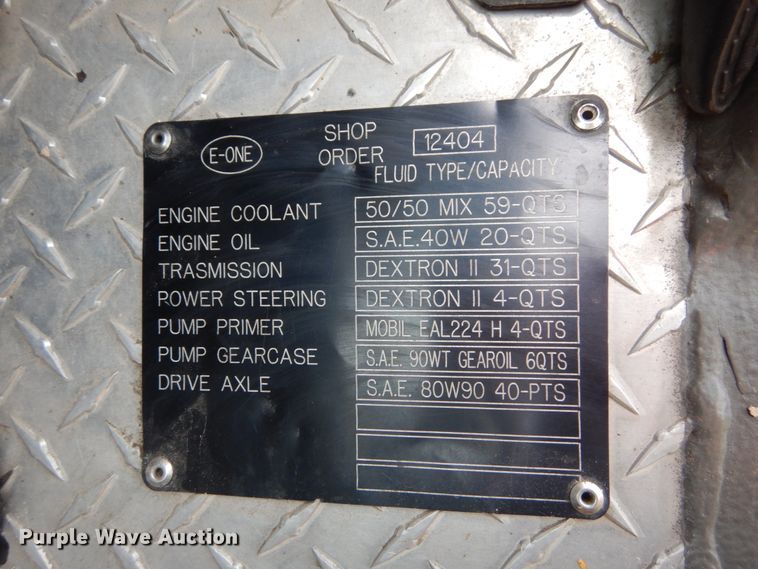 E-ONE SHOP ORDER 12404
FLUID TYPE/CAPACITY
ENGINE COOLANT 50/50 MIX 59-QTS
ENGINE OIL S.A.E.40W 20-QTS
TRASMISSION DEXTRON II 31-QTS
POWER STEERING DEXTRON II 4-QTS
PUMP PRIMER MOBIL EAL224 H 4-QTS
PUMP GEARCASE S.A.E. 90WT GEAROIL 6QTS
DRIVE AXLE S.A.E. 80W90 40-PTS
Purple Wave Auction